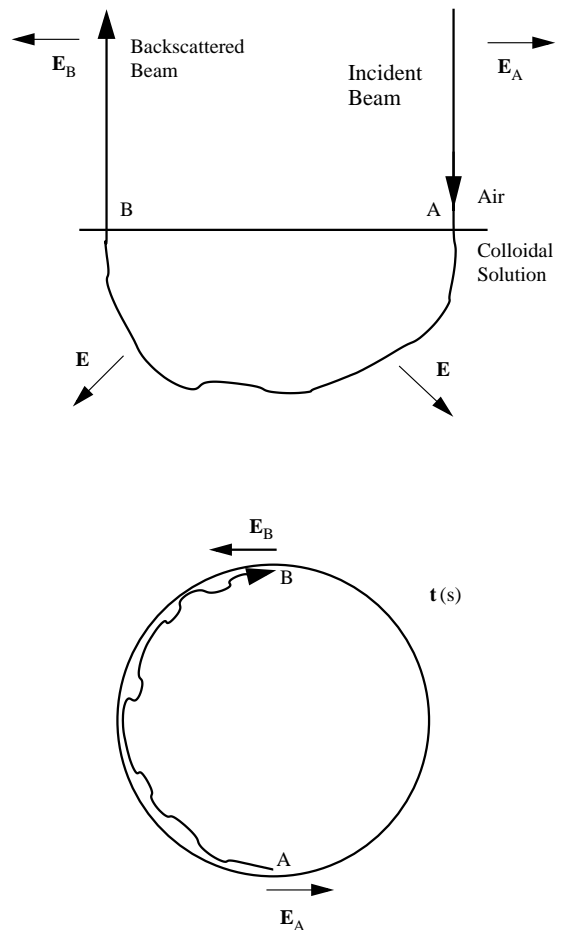 E_B
Backscattered
Beam
Incident
Beam
E_A
B
A
Air
Colloidal
Solution
E
E
E_B
B
t (s)
A
E_A